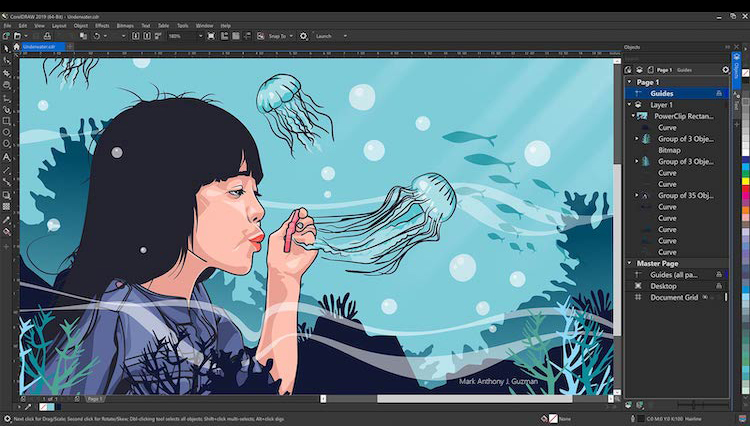 CorelDRAW 2019 (64-Bit) - Underwater.cdr
File Edit View Layout Object Effects Bitmaps Text Table Tools Window Help
180% Snap To Launch
Underwater.cdr
Objects
Page 1 Guides
Page 1
Guides
Layer 1
PowerClip Rectan...
Curve
Group of 3 Obje...
Bitmap
Group of 3 Obje...
Curve
Curve
Group of 35 Obj...
Curve
Curve
Curve
Curve
Curve
Master Page
Guides (all pa...
Desktop
Document Grid
Objects
Text
Mark Anthony J. Guzman
1 of 1 Page 1
Next click for Drag/Scale; Second click for Rotate/Skew; Dbl-clicking tool selects all objects; Shift+click multi-selects; Alt+click digs
None
C:0 M:0 Y:0 K:100 Hairline